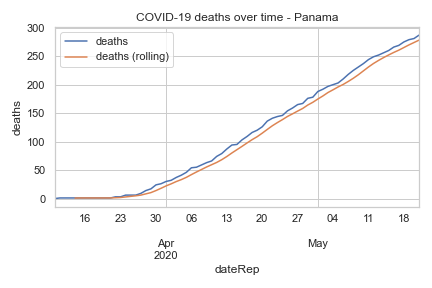 COVID-19 deaths over time - Panama
300
250
200
150
100
50
0
deaths
deaths
deaths (rolling)
16 23 30 06 13 20 27 04 11 18
Apr May
2020
dateRep